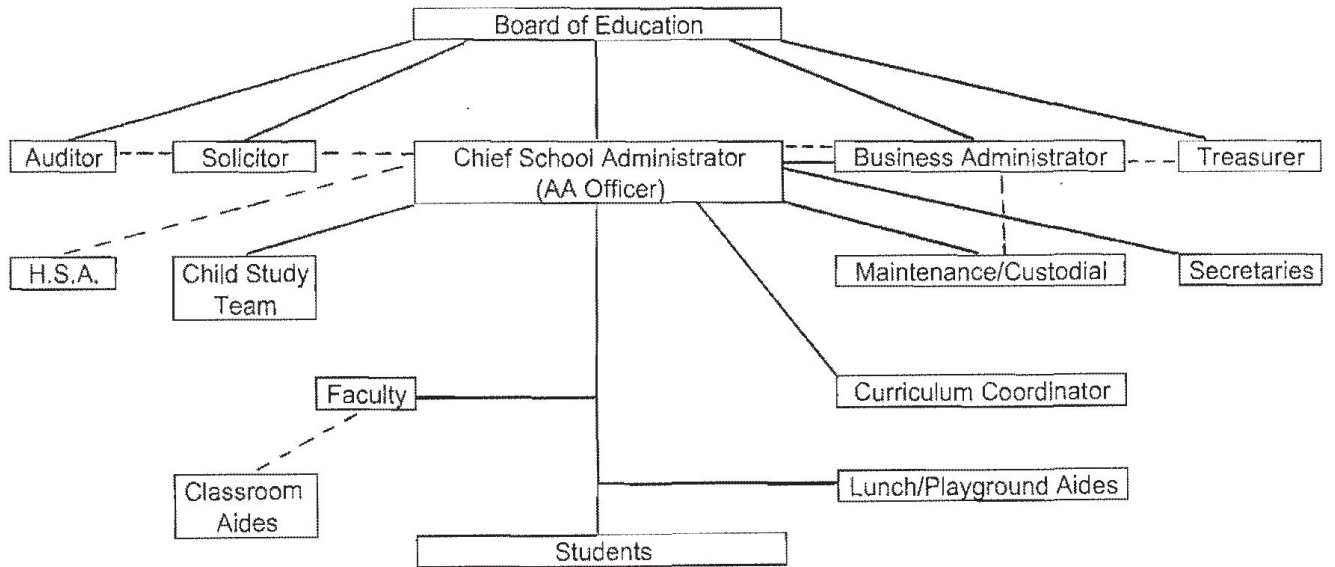 Board of Education
Auditor
Solicitor
Chief School Administrator
(AA Officer)
Business Administrator
Treasurer
H.S.A.
Child Study
Team
Maintenance/Custodial
Secretaries
Faculty
Curriculum Coordinator
Classroom
Aides
Lunch/Playground Aides
Students